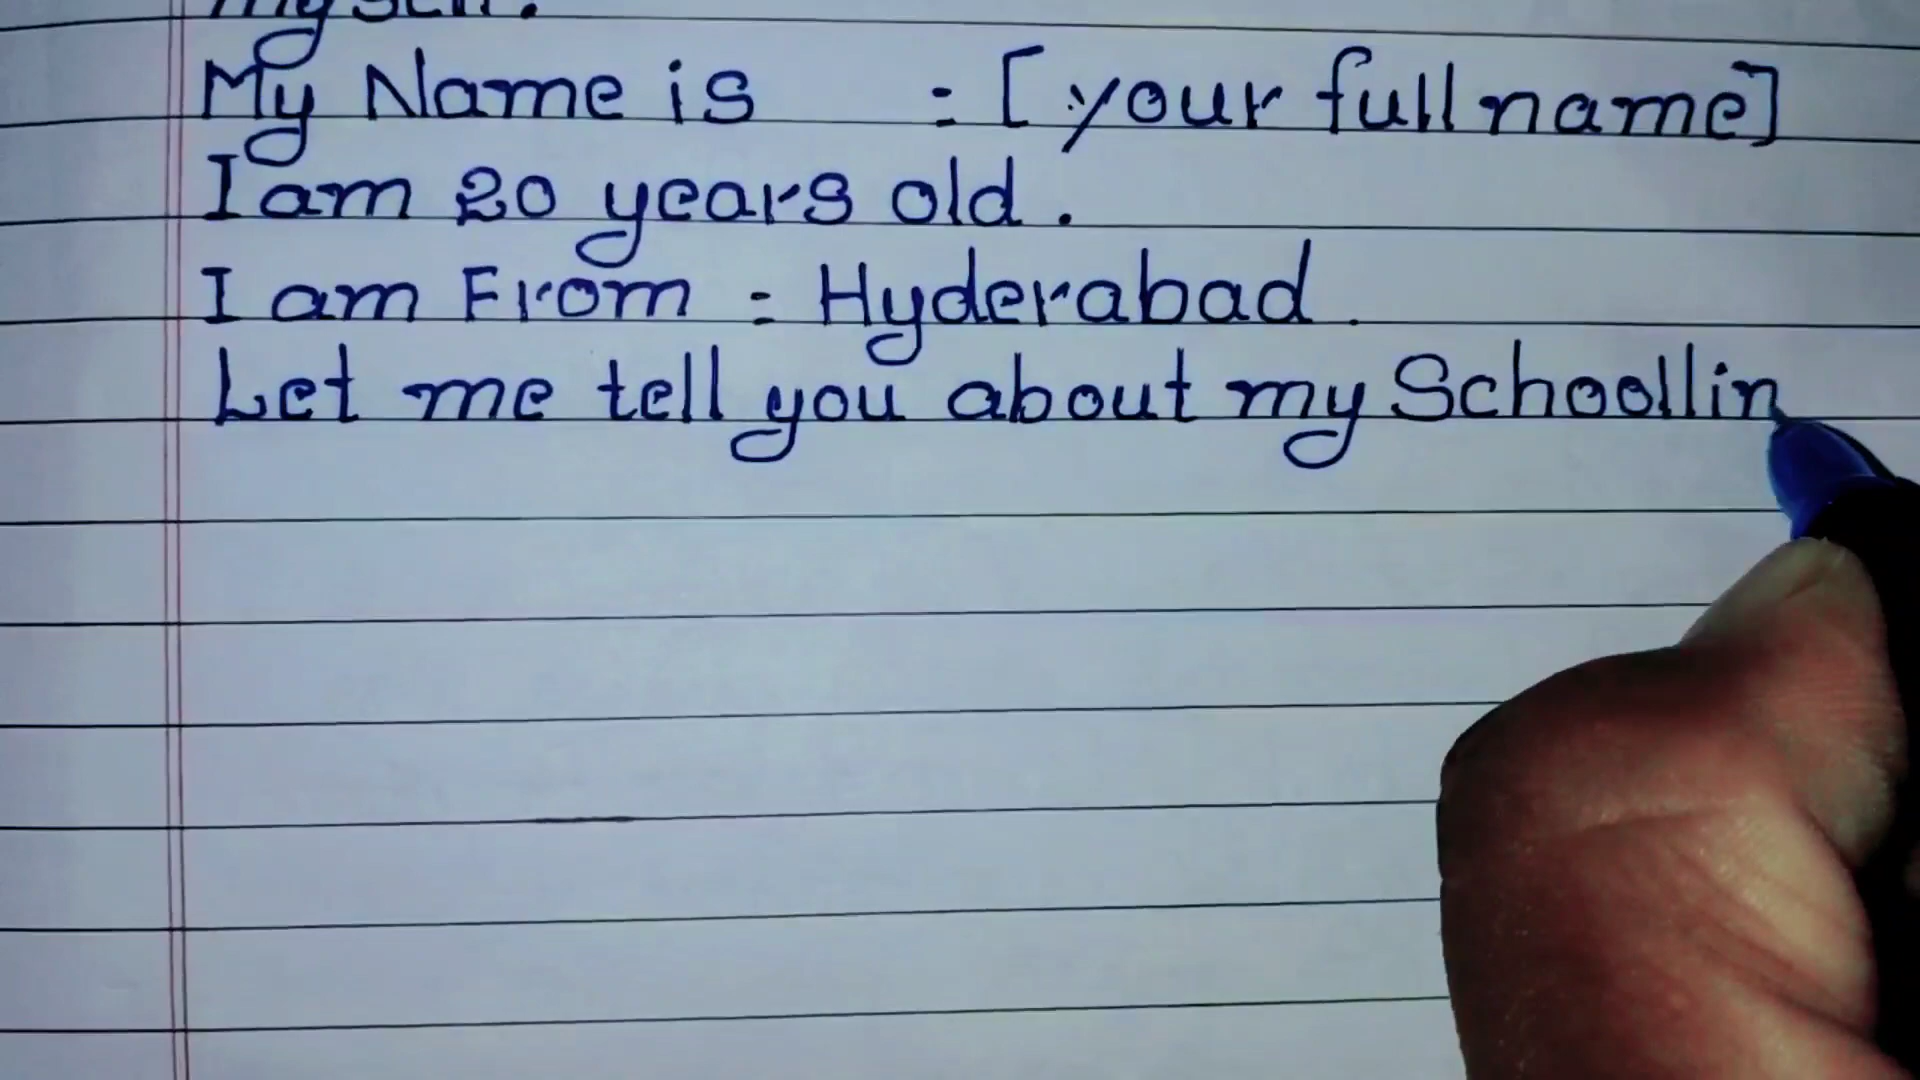 myself.
My Name is : [your full name]
I am 20 years old.
I am From : Hyderabad.
Let me tell you about my Schoollin